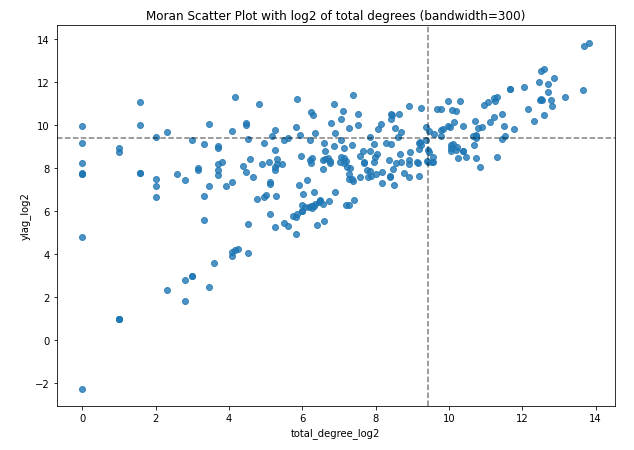 Moran Scatter Plot with log2 of total degrees (bandwidth=300)
14
12
10
8
6
4
2
0
−2
ylag_log2
0 2 4 6 8 10 12 14
total_degree_log2